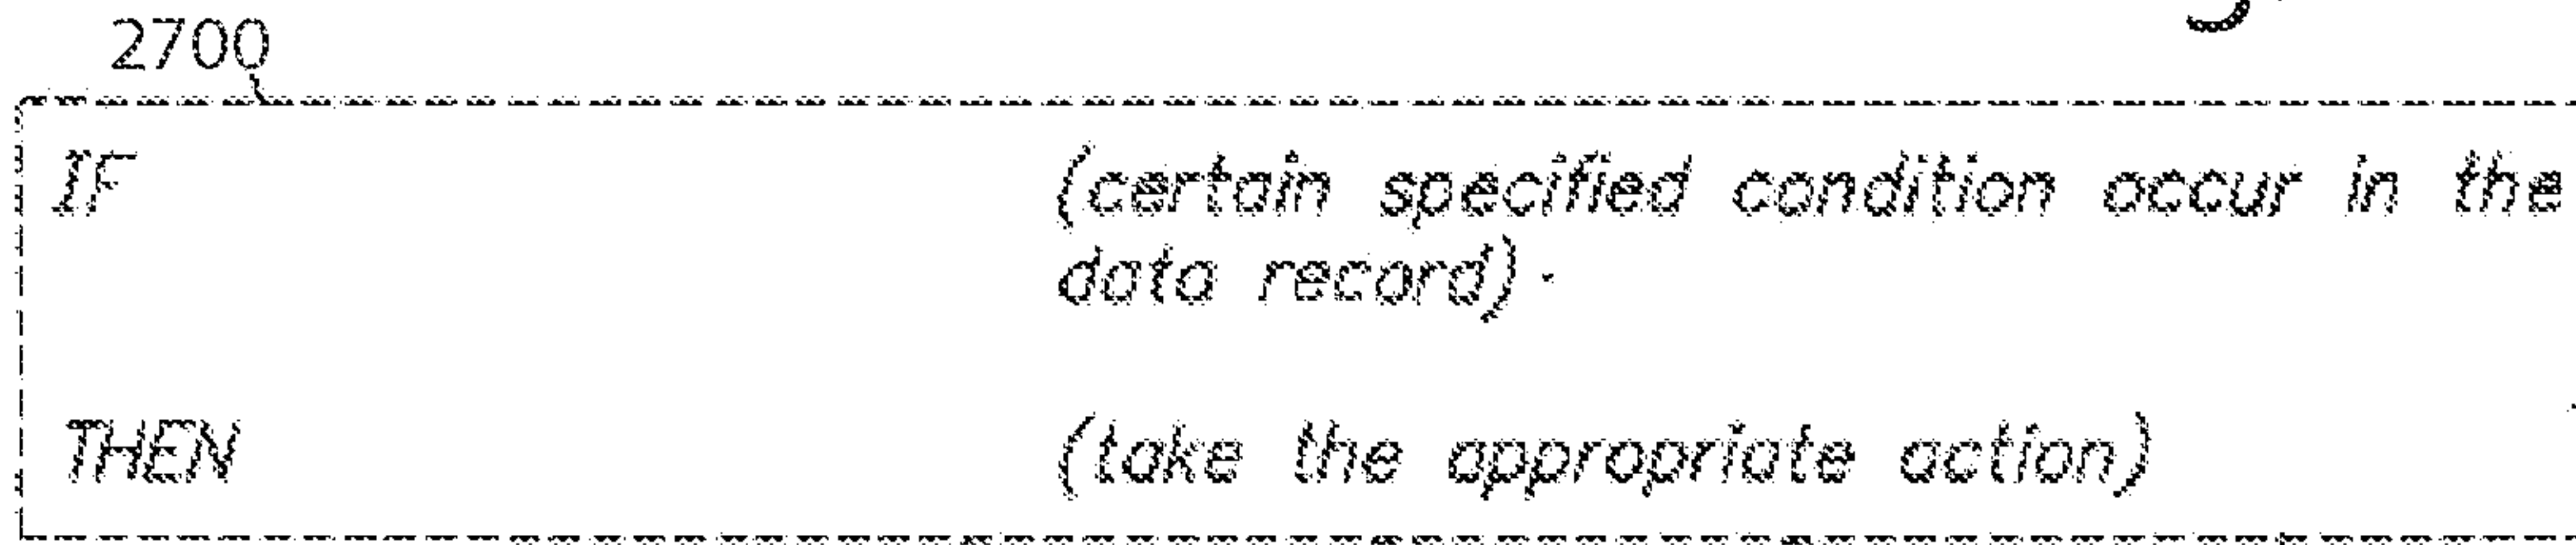 2700
IF (certain specified condition occur in the
data record)
THEN (take the appropriate action)